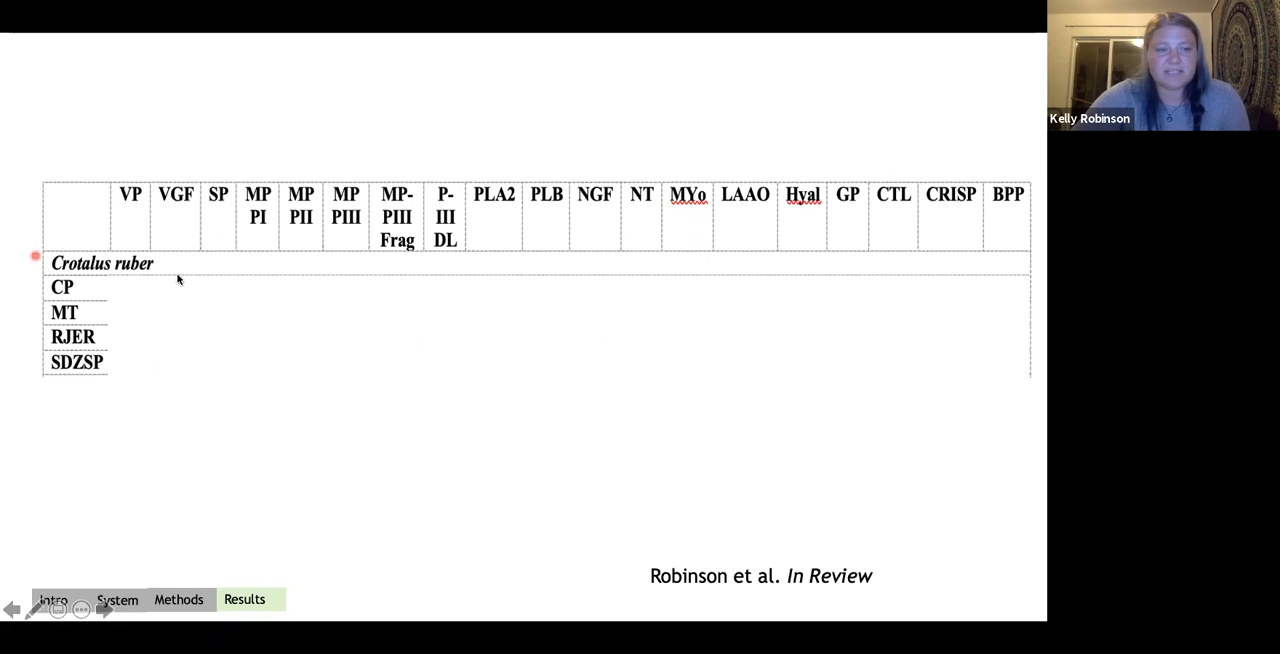 Kelly Robinson
VP VGF SP MP PI MP PII MP PIII MP-PIII Frag P-III DL PLA2 PLB NGF NT MYo LAAO Hyal GP CTL CRISP BPP
Crotalus ruber
CP
MT
RJER
SDZSP
Robinson et al. In Review
Intro System Methods Results